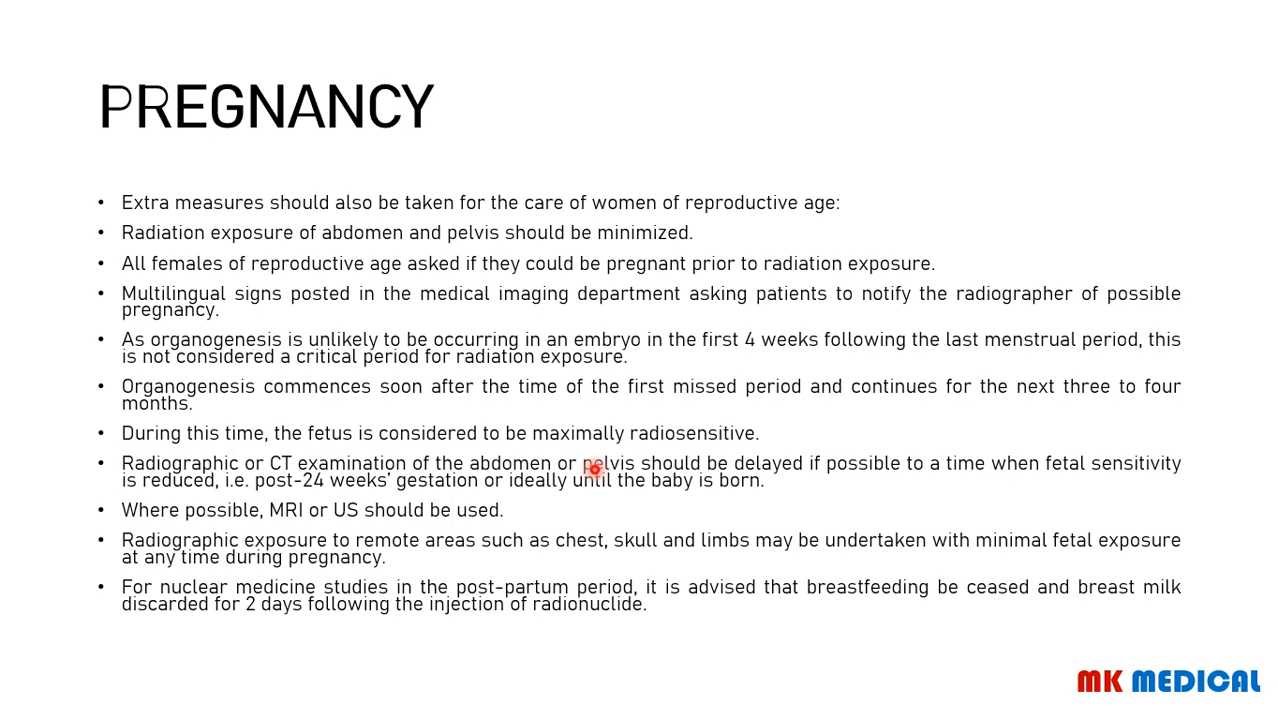 PREGNANCY
• Extra measures should also be taken for the care of women of reproductive age:
• Radiation exposure of abdomen and pelvis should be minimized.
• All females of reproductive age asked if they could be pregnant prior to radiation exposure.
• Multilingual signs posted in the medical imaging department asking patients to notify the radiographer of possible
pregnancy.
• As organogenesis is unlikely to be occurring in an embryo in the first 4 weeks following the last menstrual period, this
is not considered a critical period for radiation exposure.
• Organogenesis commences soon after the time of the first missed period and continues for the next three to four
months.
• During this time, the fetus is considered to be maximally radiosensitive.
• Radiographic or CT examination of the abdomen or pelvis should be delayed if possible to a time when fetal sensitivity
is reduced, i.e. post-24 weeks' gestation or ideally until the baby is born.
• Where possible, MRI or US should be used.
• Radiographic exposure to remote areas such as chest, skull and limbs may be undertaken with minimal fetal exposure
at any time during pregnancy.
• For nuclear medicine studies in the post-partum period, it is advised that breastfeeding be ceased and breast milk
discarded for 2 days following the injection of radionuclide.
MK MEDICAL